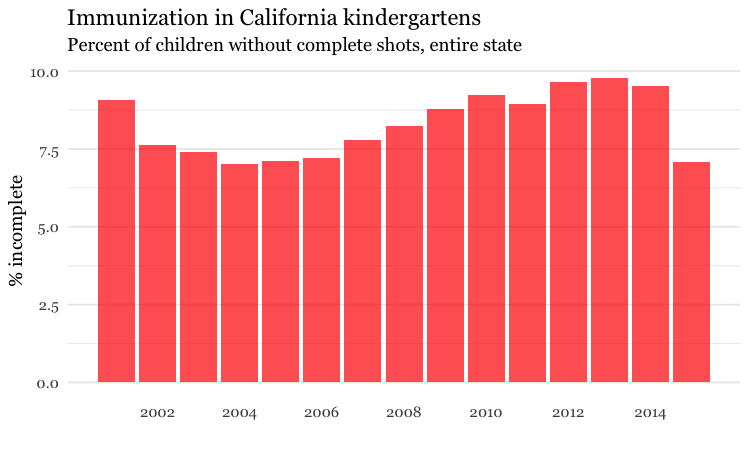 Immunization in California kindergartens
Percent of children without complete shots, entire state
10.0
7.5
5.0
2.5
0.0
% incomplete
2002 2004 2006 2008 2010 2012 2014